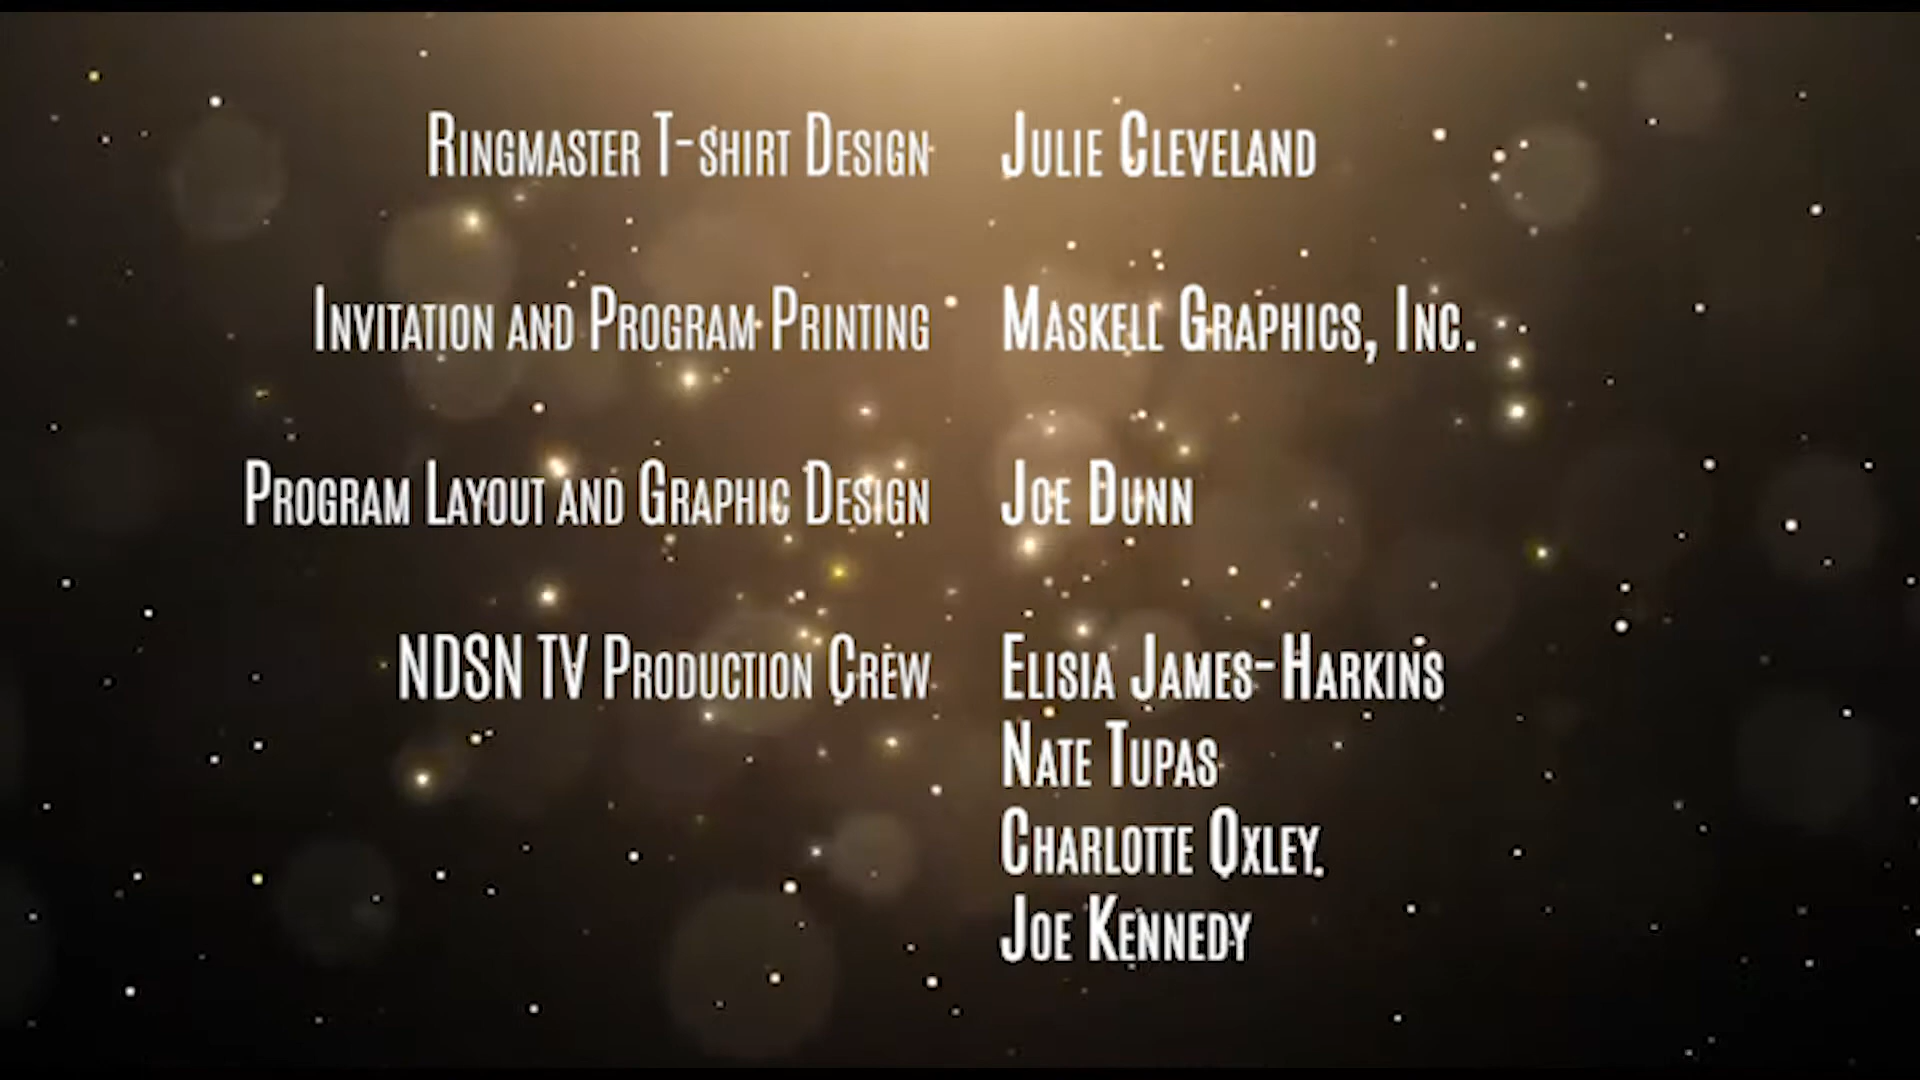 Ringmaster T-shirt Design Julie Cleveland
Invitation and Program Printing Maskell Graphics, Inc.
Program Layout and Graphic Design Joe Dunn
NDSN TV Production Crew Elisia James-Harkins
Nate Tupas
Charlotte Oxley
Joe Kennedy